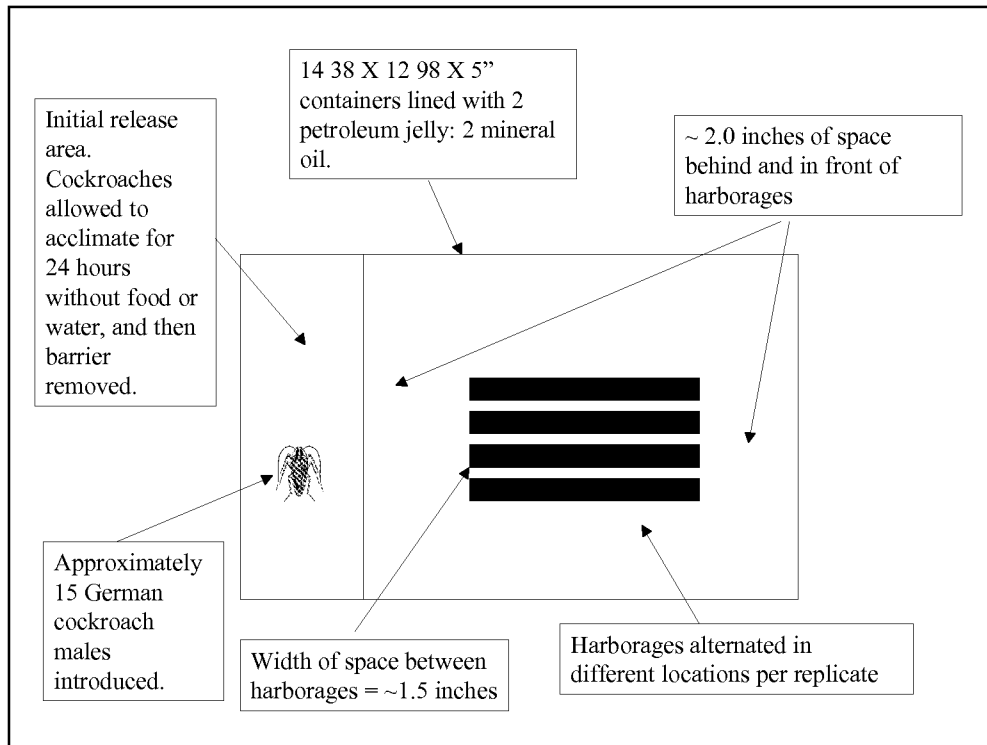 14 38 X 12 98 X 5”
containers lined with 2
petroleum jelly: 2 mineral
oil.
Initial release
area.
Cockroaches
allowed to
acclimate for
24 hours
without food or
water, and then
barrier
removed.
~ 2.0 inches of space
behind and in front of
harborages
Approximately
15 German
cockroach
males
introduced.
Width of space between
harborages = ~1.5 inches
Harborages alternated in
different locations per replicate